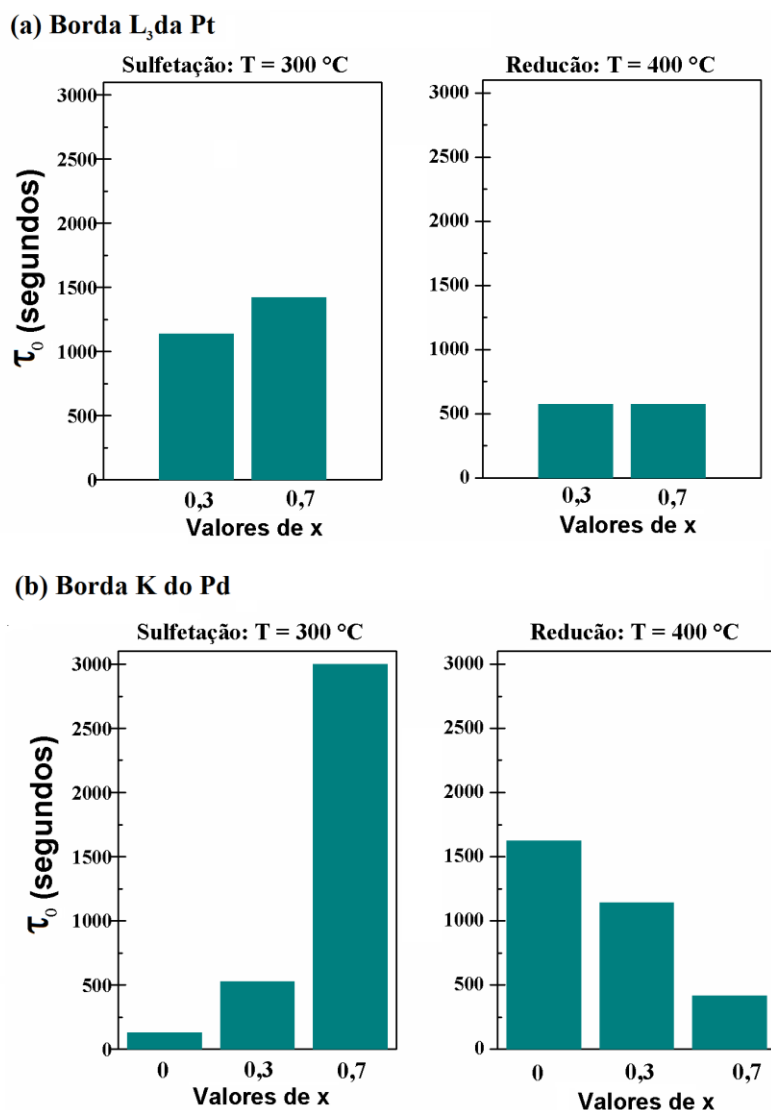 (a) Borda L₃da Pt
Sulfetação: T = 300 °C
3000
2500
2000
1500
1000
500
0
τ₀ (segundos)
0,3 0,7
Valores de x
Reducão: T = 400 °C
3000
2500
2000
1500
1000
500
0
0,3 0,7
Valores de x
(b) Borda K do Pd
Sulfetação: T = 300 °C
3000
2500
2000
1500
1000
500
0
τ₀ (segundos)
0 0,3 0,7
Valores de x
Reducão: T = 400 °C
3000
2500
2000
1500
1000
500
0
0 0,3 0,7
Valores de x